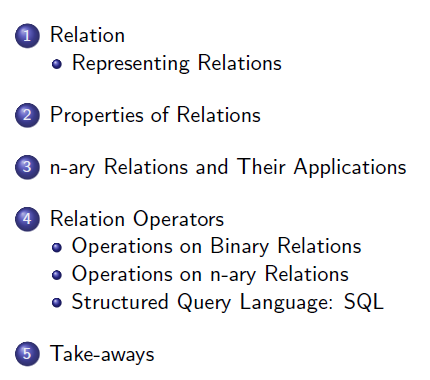 1 Relation
Representing Relations
2 Properties of Relations
3 n-ary Relations and Their Applications
4 Relation Operators
Operations on Binary Relations
Operations on n-ary Relations
Structured Query Language: SQL
5 Take-aways